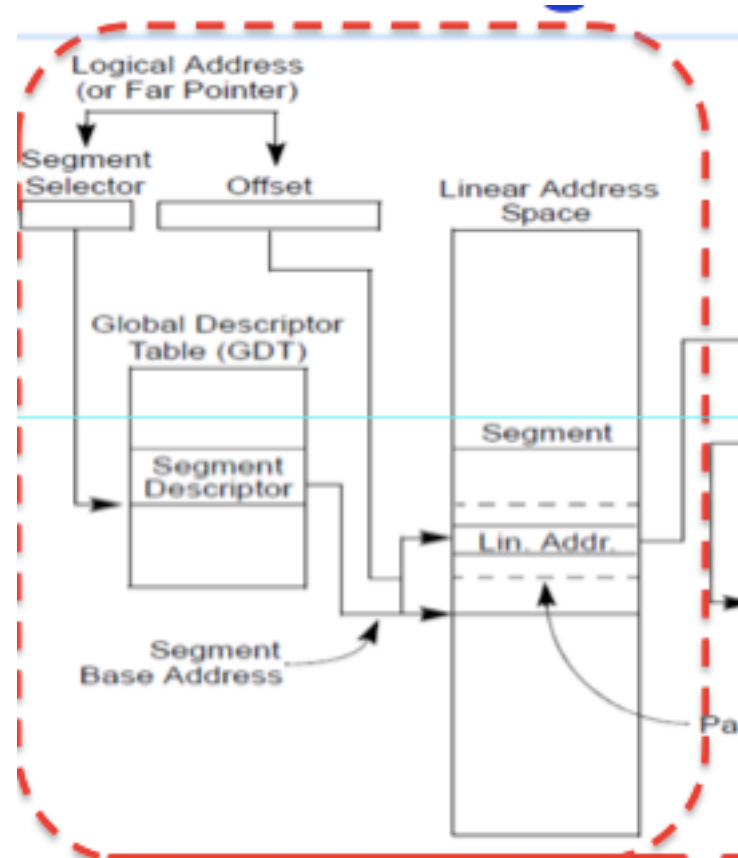 Logical Address
(or Far Pointer)
Segment
Selector
Offset
Linear Address
Space
Global Descriptor
Table (GDT)
Segment
Segment
Descriptor
Lin. Addr.
Segment
Base Address
Pa